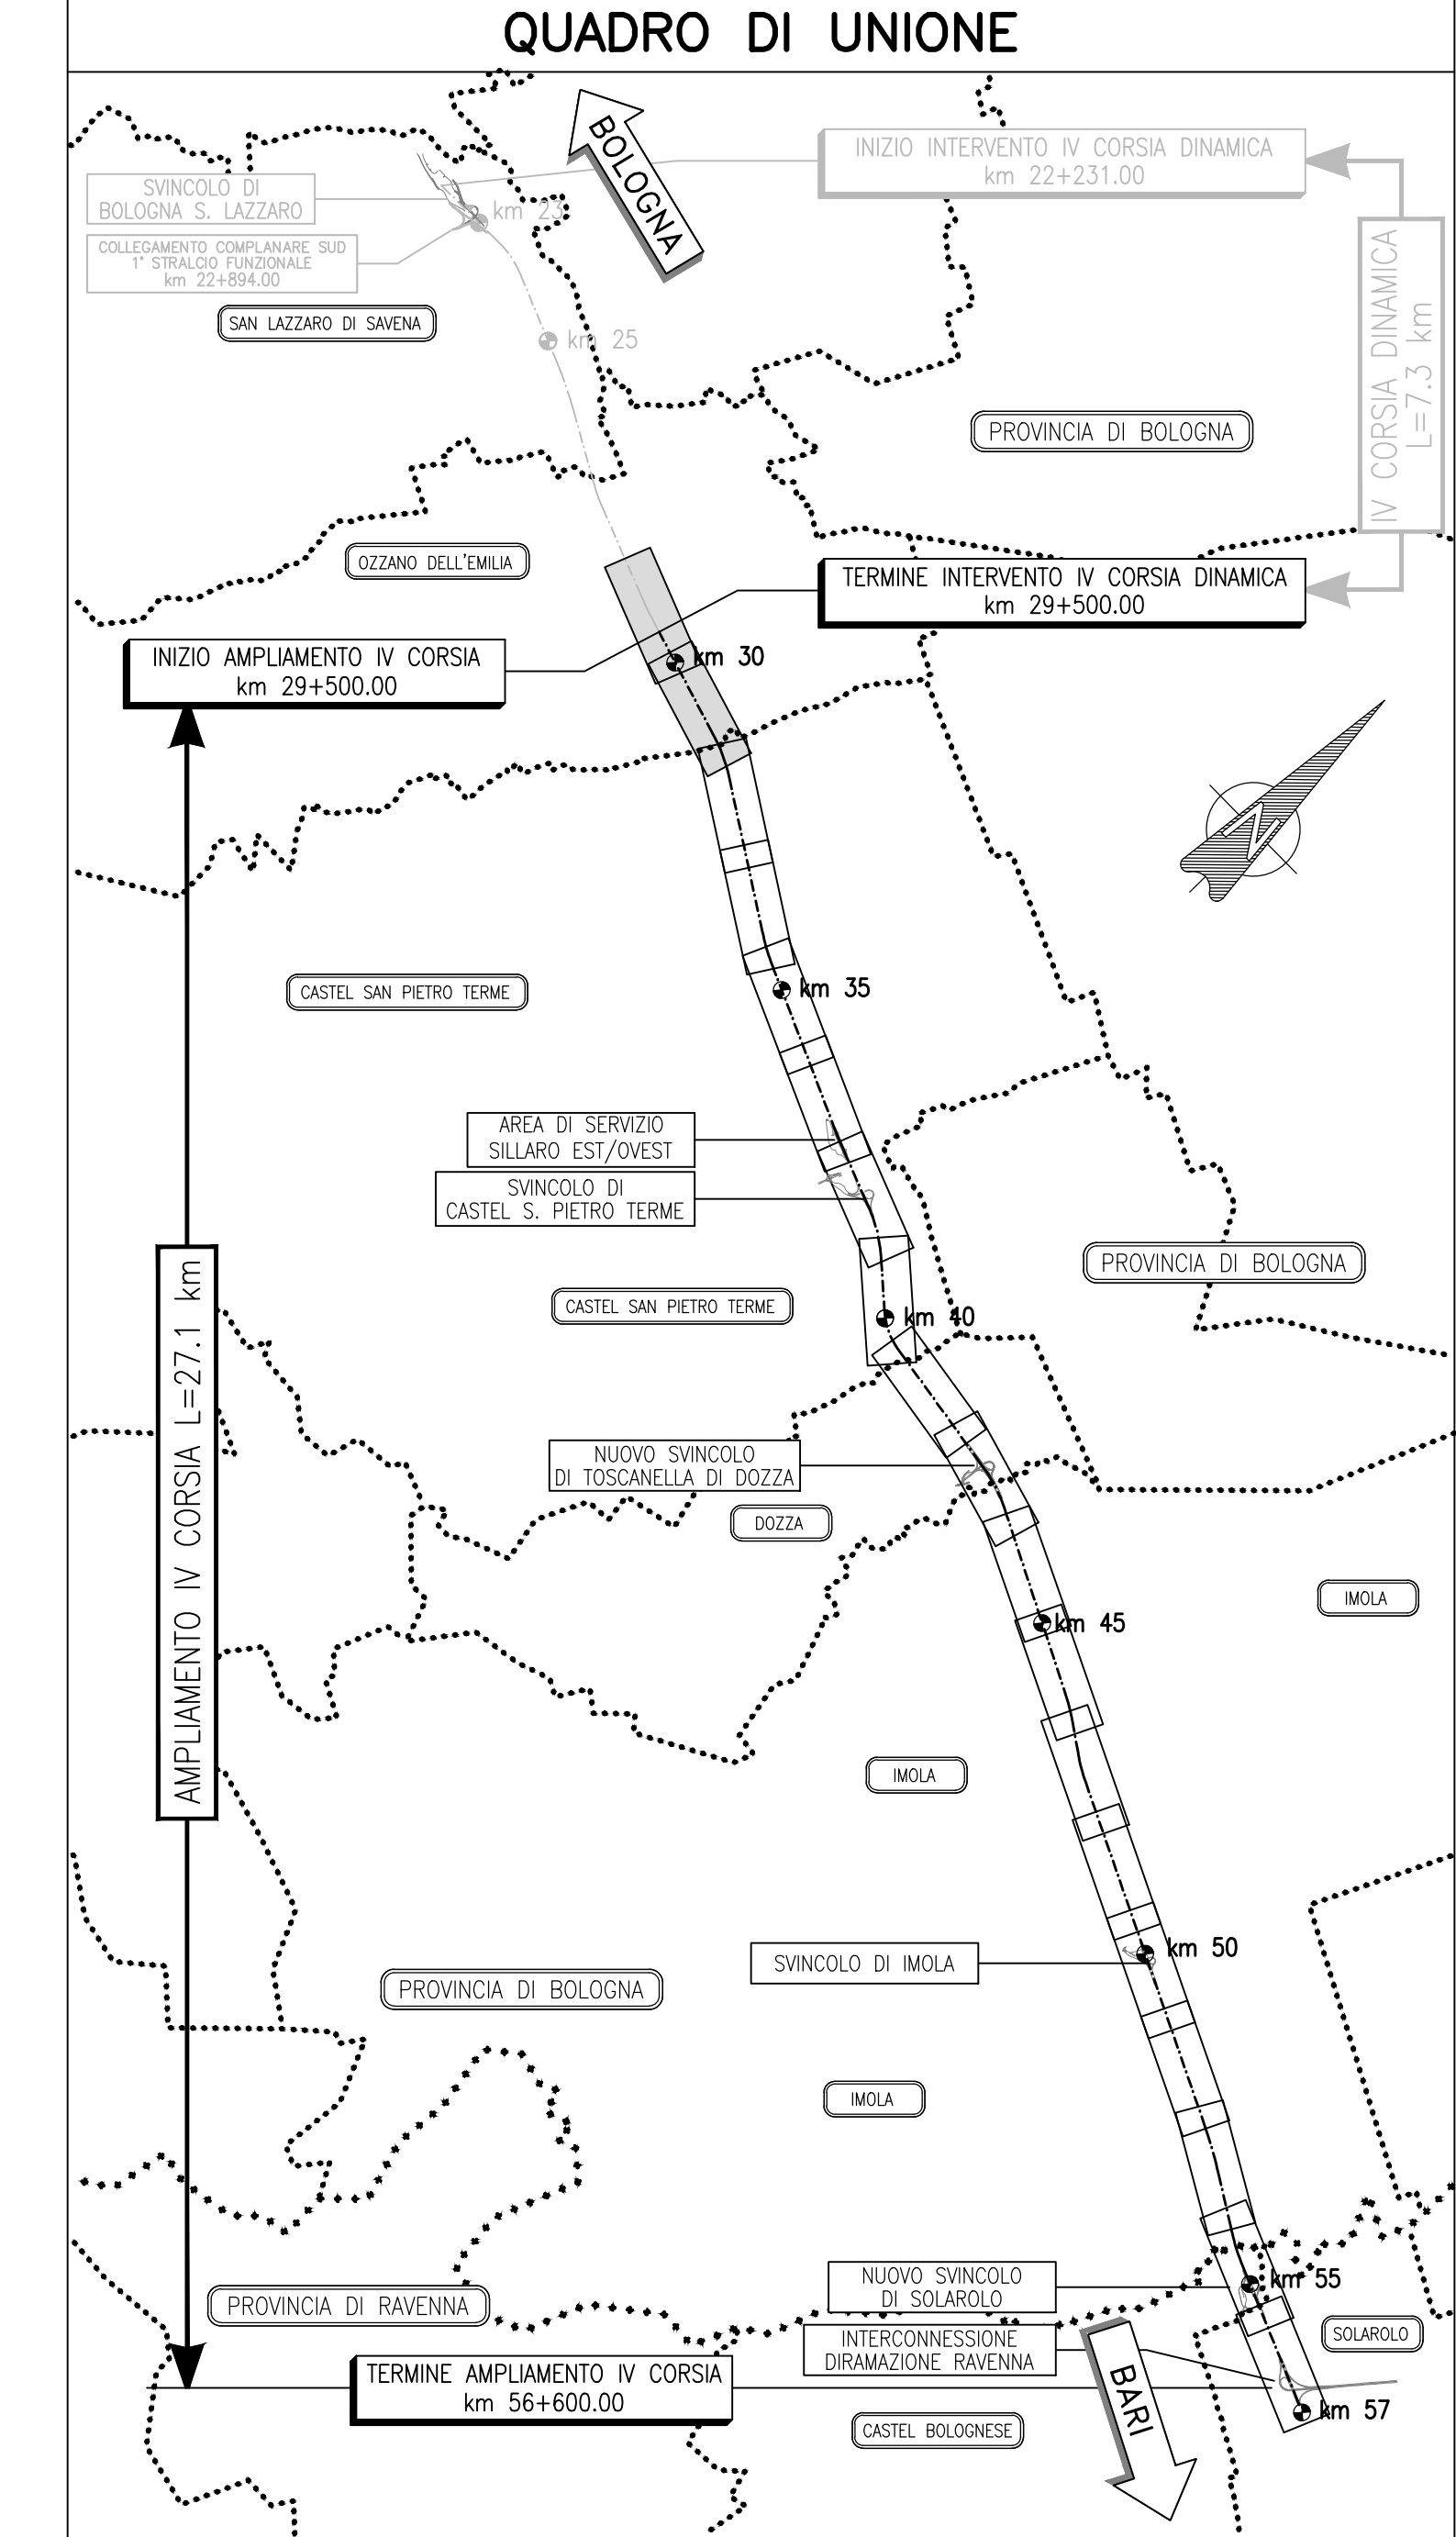 QUADRO DI UNIONE
BOLOGNA
INIZIO INTERVENTO IV CORSIA DINAMICA
km 22+231.00
SVINCOLO DI
BOLOGNA S. LAZZARO
km 23
COLLEGAMENTO COMPLANARE SUD
1° STRALCIO FUNZIONALE
km 22+894.00
SAN LAZZARO DI SAVENA
km 25
IV CORSIA DINAMICA
L=7.3 km
PROVINCIA DI BOLOGNA
OZZANO DELL'EMILIA
TERMINE INTERVENTO IV CORSIA DINAMICA
km 29+500.00
INIZIO AMPLIAMENTO IV CORSIA
km 29+500.00
km 30
N
CASTEL SAN PIETRO TERME
km 35
AREA DI SERVIZIO
SILLARO EST/OVEST
SVINCOLO DI
CASTEL S. PIETRO TERME
PROVINCIA DI BOLOGNA
CASTEL SAN PIETRO TERME
km 40
AMPLIAMENTO IV CORSIA L=27.1 km
NUOVO SVINCOLO
DI TOSCANELLA DI DOZZA
DOZZA
IMOLA
km 45
IMOLA
km 50
SVINCOLO DI IMOLA
PROVINCIA DI BOLOGNA
IMOLA
NUOVO SVINCOLO
DI SOLAROLO
km 55
PROVINCIA DI RAVENNA
SOLAROLO
INTERCONNESSIONE
DIRAMAZIONE RAVENNA
TERMINE AMPLIAMENTO IV CORSIA
km 56+600.00
BARI
km 57
CASTEL BOLOGNESE